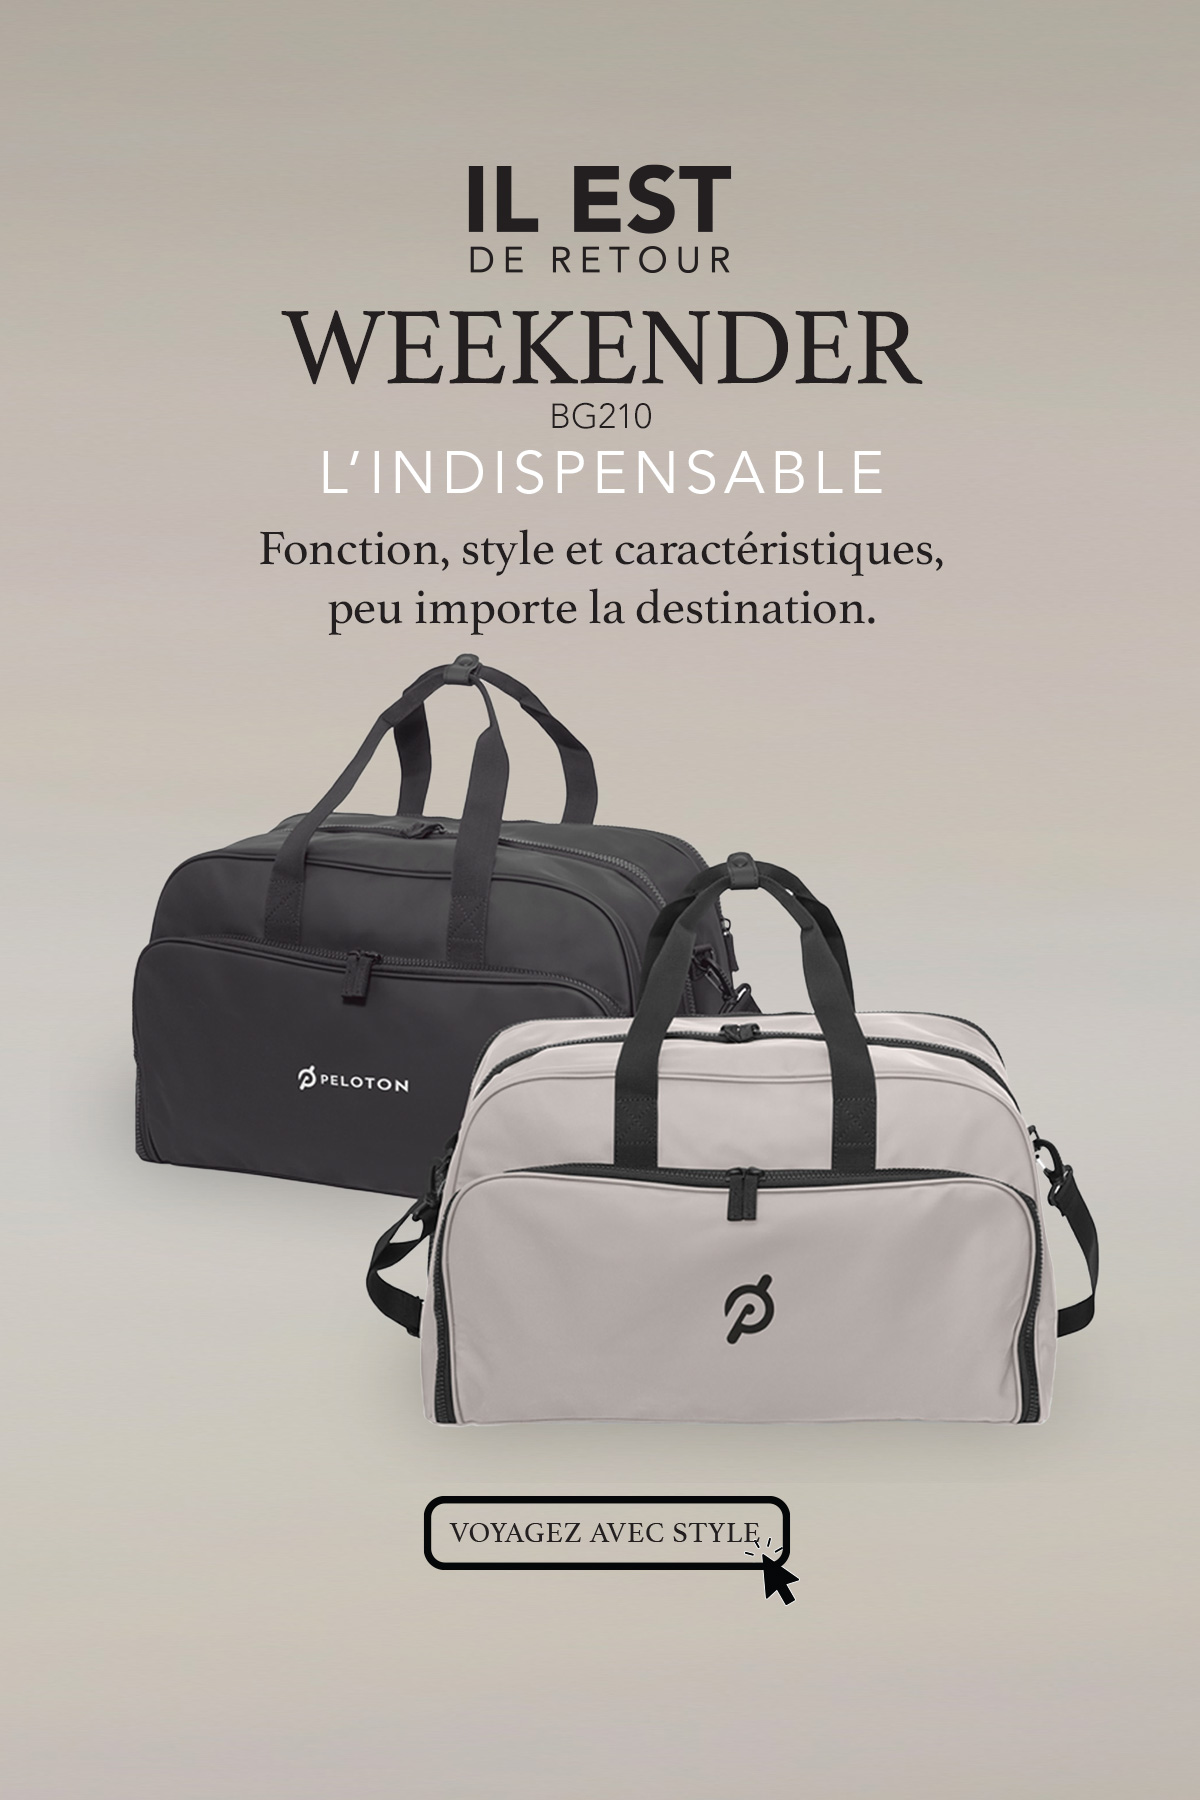 IL EST
DE RETOUR
WEEKENDER
BG210
L’INDISPENSABLE
Fonction, style et caractéristiques,
peu importe la destination.
PELOTON
VOYAGEZ AVEC STYLE